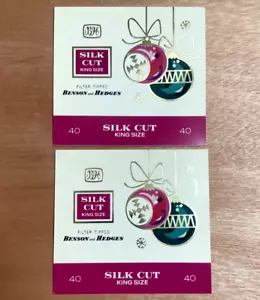 SILK
CUT
KING SIZE
FILTER TIPPED
BENSON and HEDGES
40
SILK CUT
KING SIZE
40
SILK
CUT
KING SIZE
FILTER TIPPED
BENSON and HEDGES
40
SILK CUT
KING SIZE
40